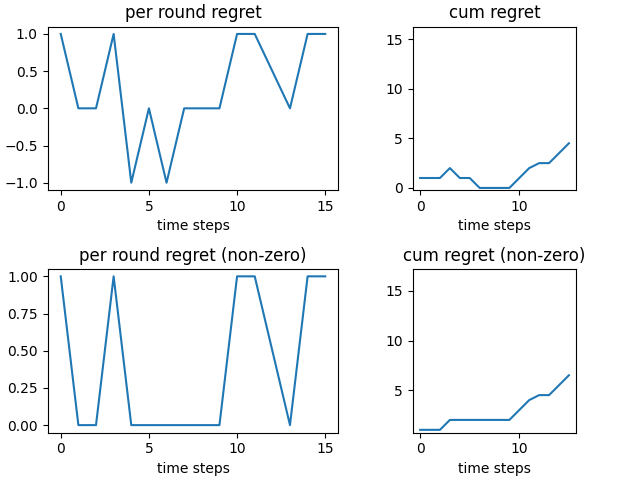 per round regret
1.0
0.5
0.0
−0.5
−1.0
0 5 10 15
time steps
cum regret
15
10
5
0
0 10
time steps
per round regret (non-zero)
1.00
0.75
0.50
0.25
0.00
0 5 10 15
time steps
cum regret (non-zero)
15
10
5
0 10
time steps